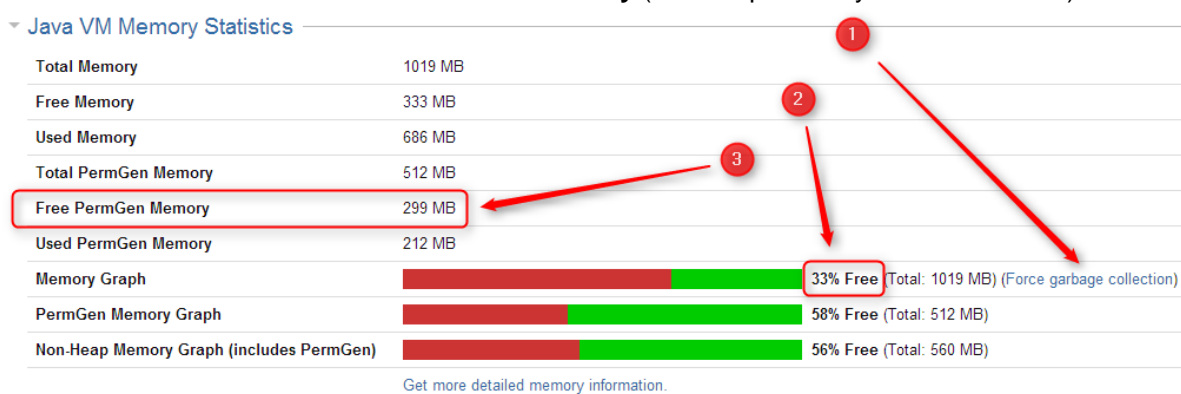 Java VM Memory Statistics
1
Total Memory 1019 MB
Free Memory 333 MB
2
Used Memory 686 MB
Total PermGen Memory 512 MB
3
Free PermGen Memory 299 MB
Used PermGen Memory 212 MB
Memory Graph 33% Free (Total: 1019 MB) (Force garbage collection)
PermGen Memory Graph 58% Free (Total: 512 MB)
Non-Heap Memory Graph (includes PermGen) 56% Free (Total: 560 MB)
Get more detailed memory information.